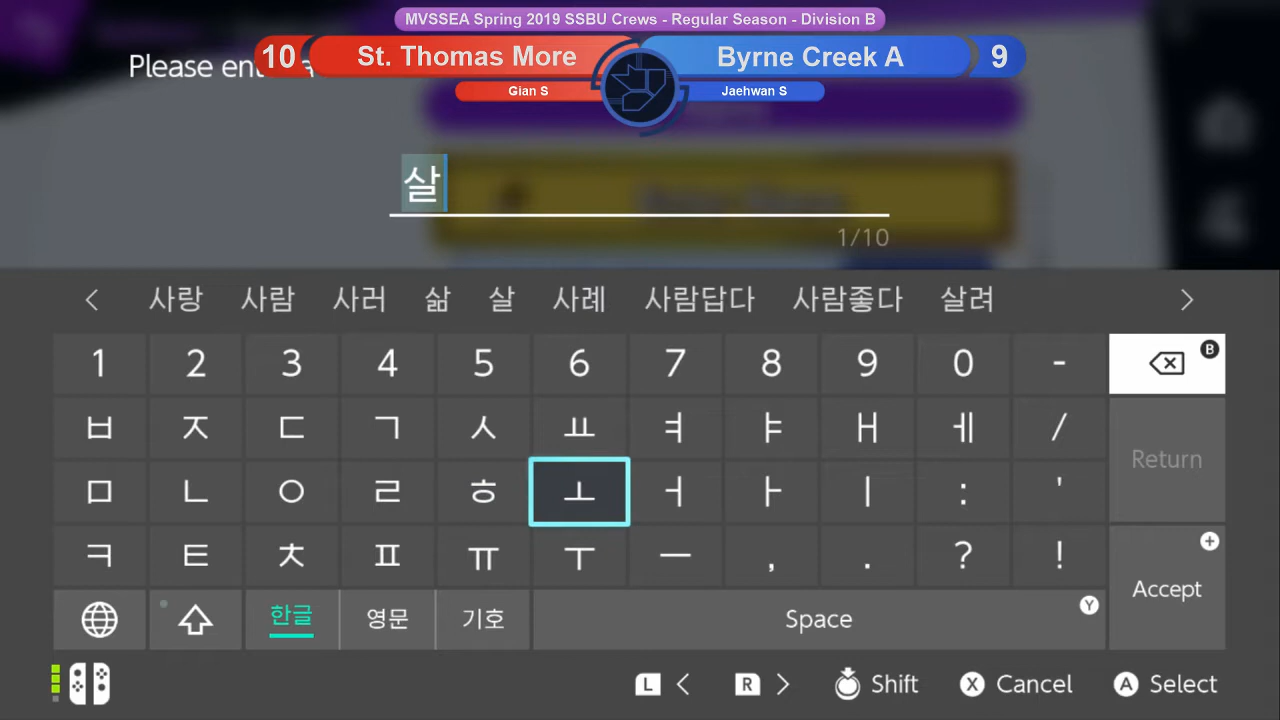 MVSSEA Spring 2019 SSBU Crews - Regular Season - Division B
10 St. Thomas More Byrne Creek A 9
Gian S Jaehwan S
Please
살
1/10
사랑 사람 사러 삶 살 사례 사람답다 사람좋다 살려
1 2 3 4 5 6 7 8 9 0 -
B
ㅂ ㅈ ㄷ ㄱ ㅅ ㅛ ㅕ ㅑ ㅐ ㅔ /
ㅁ ㄴ ㅇ ㄹ ㅎ ㅗ ㅓ ㅏ ㅣ : '
Return
ㅋ ㅌ ㅊ ㅍ ㅠ ㅜ ㅡ , . ? !
Accept
한글 영문 기호 Space Y
L R Shift X Cancel A Select